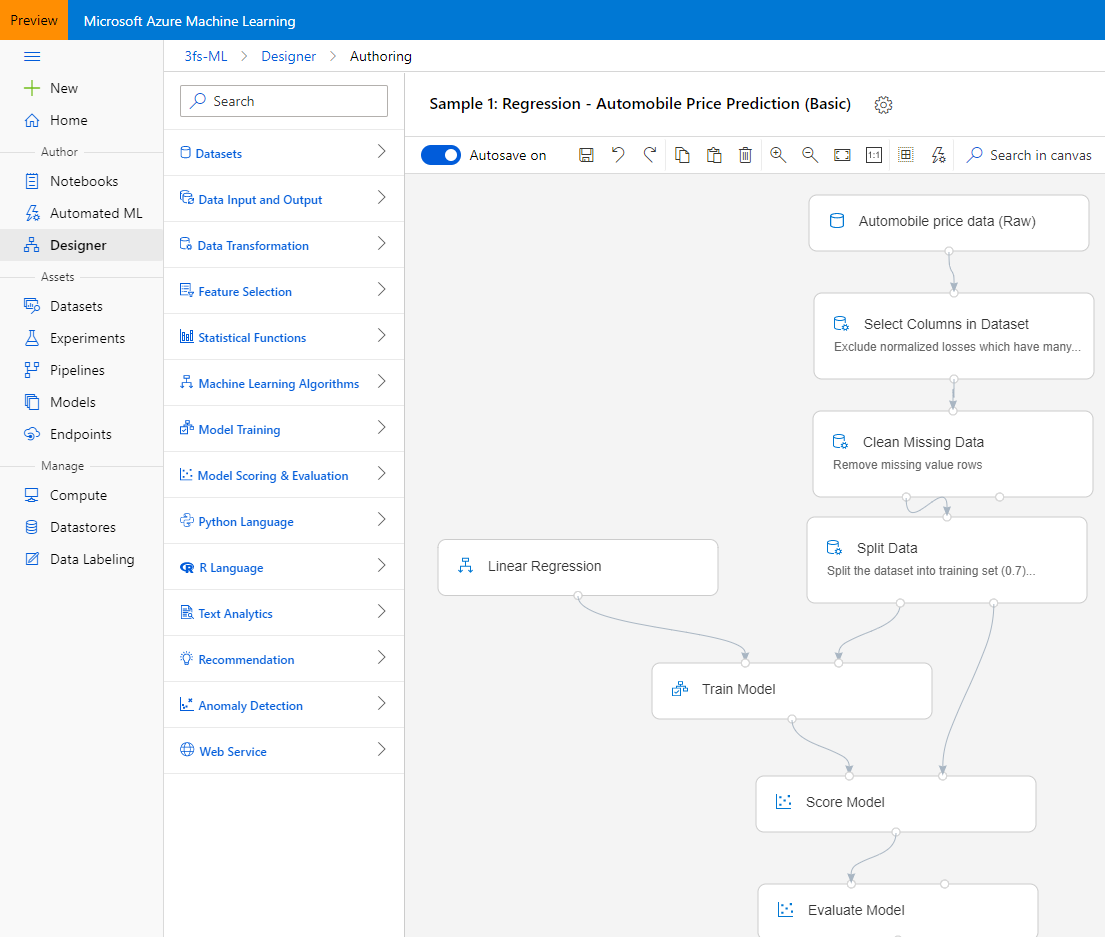 Preview
Microsoft Azure Machine Learning
3fs-ML > Designer > Authoring
New
Home
Author
Notebooks
Automated ML
Designer
Assets
Datasets
Experiments
Pipelines
Models
Endpoints
Manage
Compute
Datastores
Data Labeling
Search
Datasets
Data Input and Output
Data Transformation
Feature Selection
Statistical Functions
Machine Learning Algorithms
Model Training
Model Scoring & Evaluation
Python Language
R Language
Text Analytics
Recommendation
Anomaly Detection
Web Service
Sample 1: Regression - Automobile Price Prediction (Basic)
Autosave on
1:1
Search in canvas
Automobile price data (Raw)
Select Columns in Dataset
Exclude normalized losses which have many...
Clean Missing Data
Remove missing value rows
Split Data
Split the dataset into training set (0.7)...
Linear Regression
Train Model
Score Model
Evaluate Model